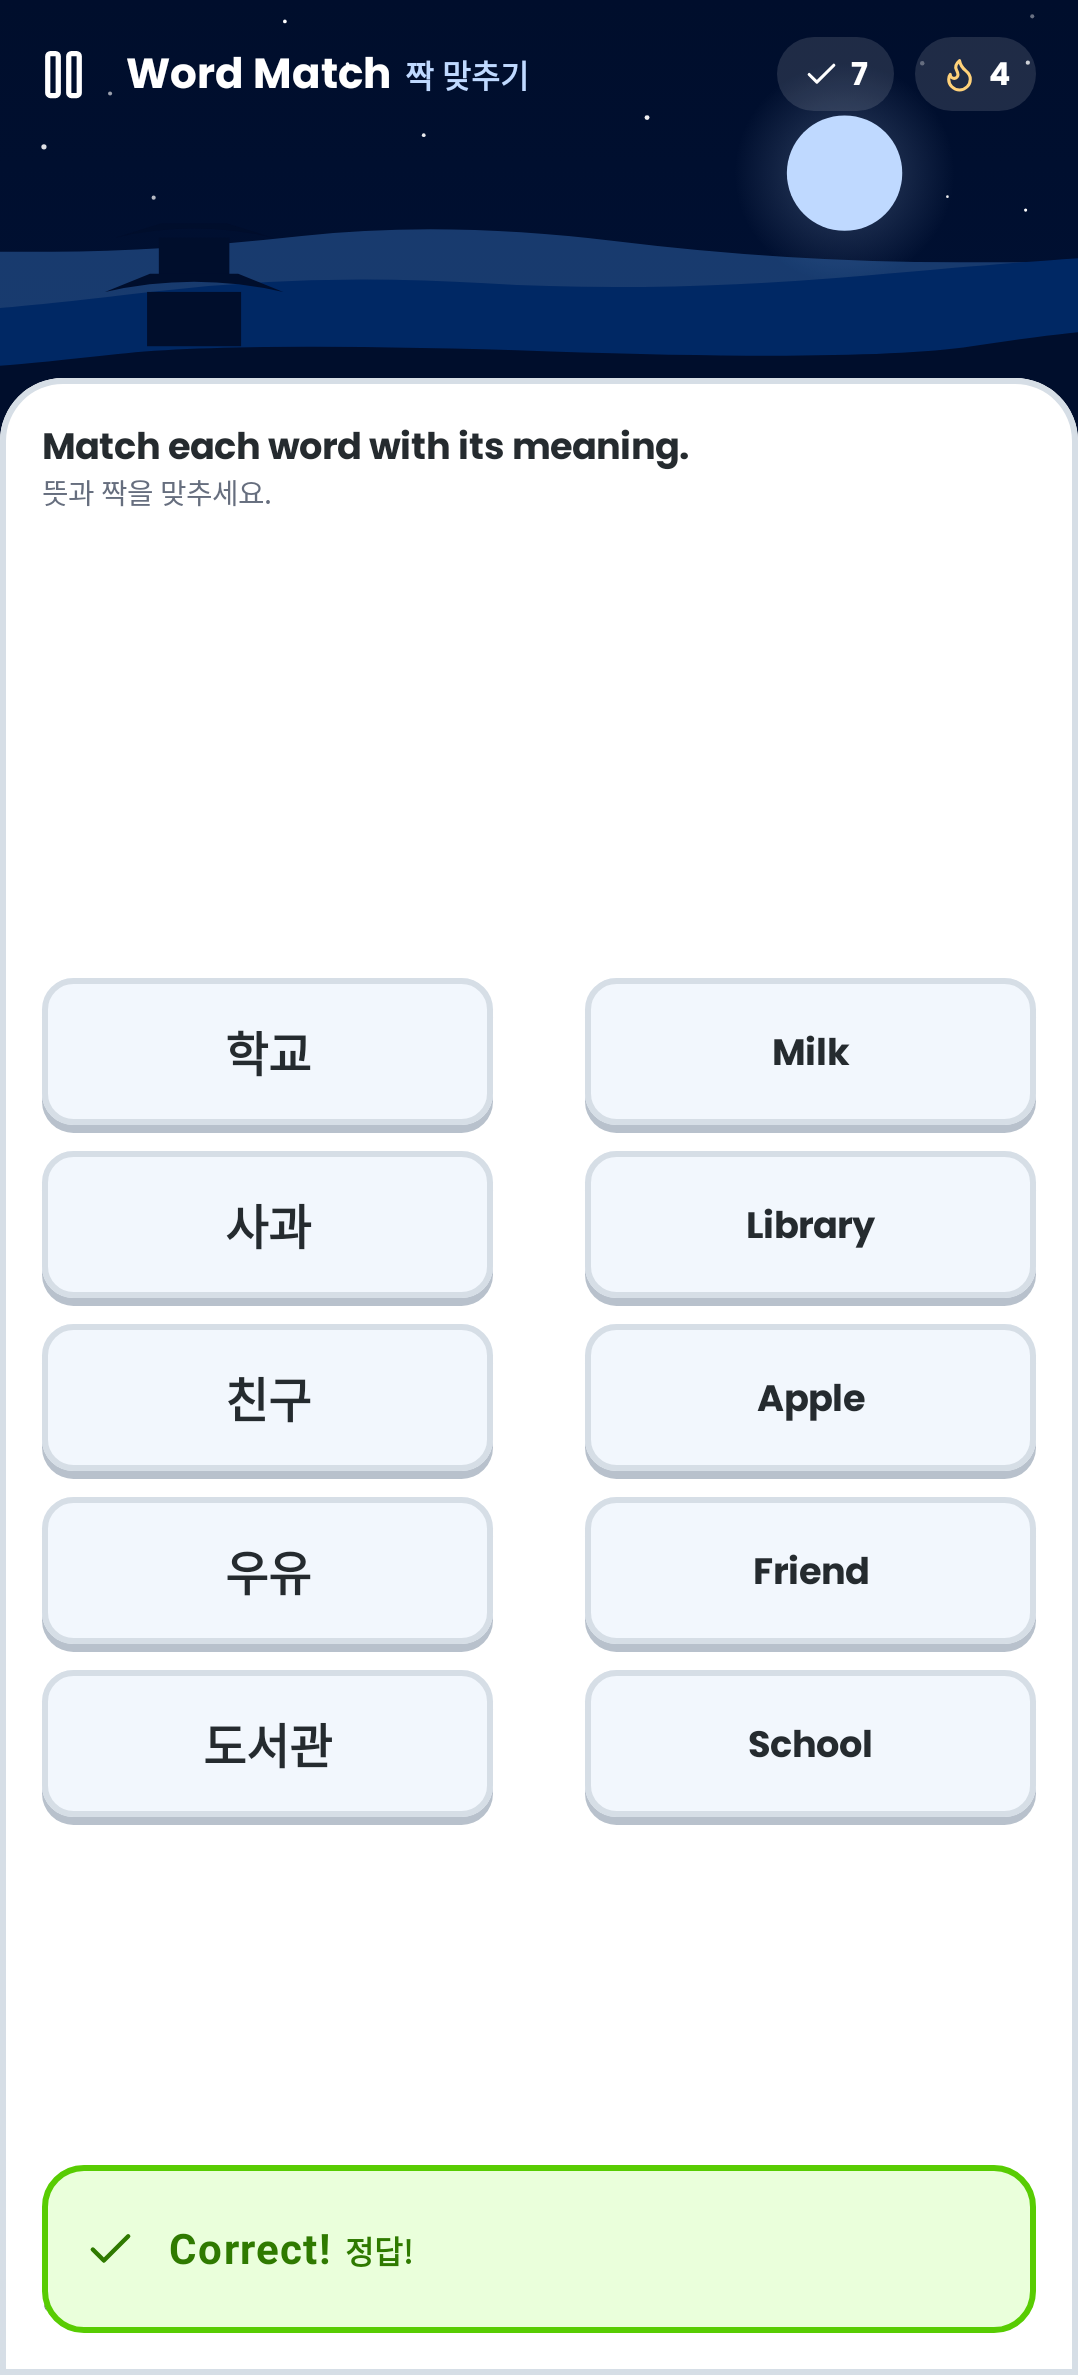 Word Match 짝 맞추기
7
4
Match each word with its meaning.
뜻과 짝을 맞추세요.
학교
Milk
사과
Library
친구
Apple
우유
Friend
도서관
School
Correct! 정답!